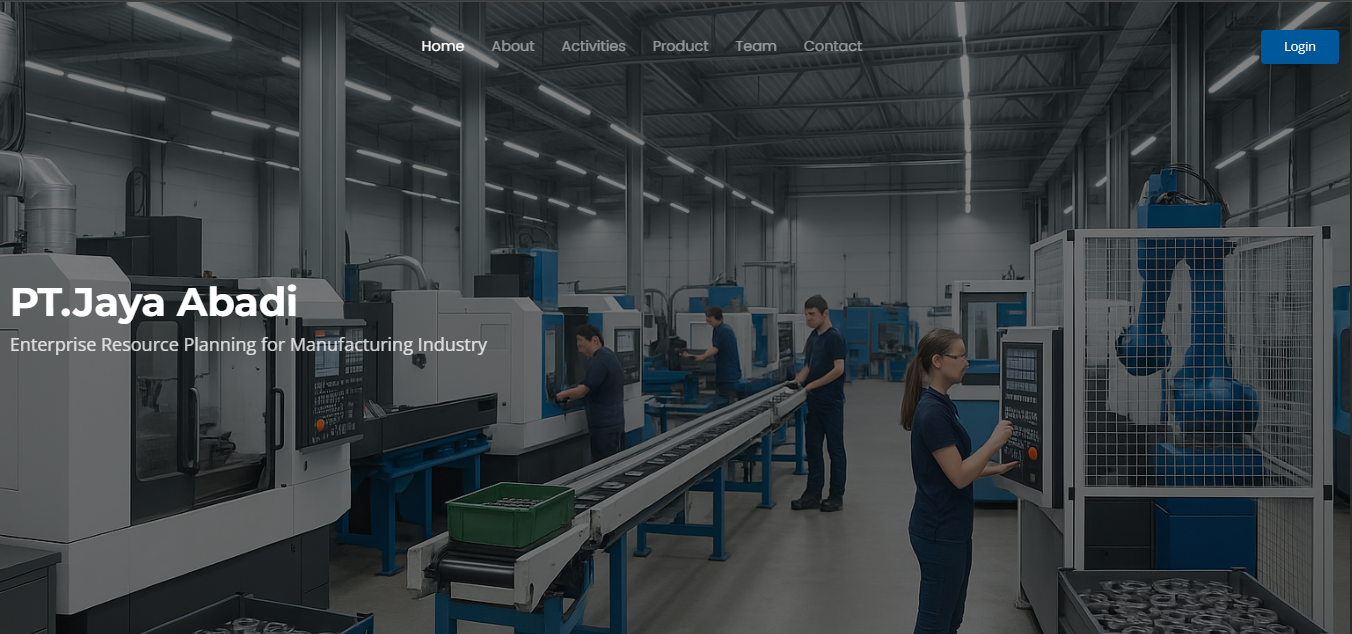 Home About Activities Product Team Contact Login
PT.Jaya Abadi
Enterprise Resource Planning for Manufacturing Industry